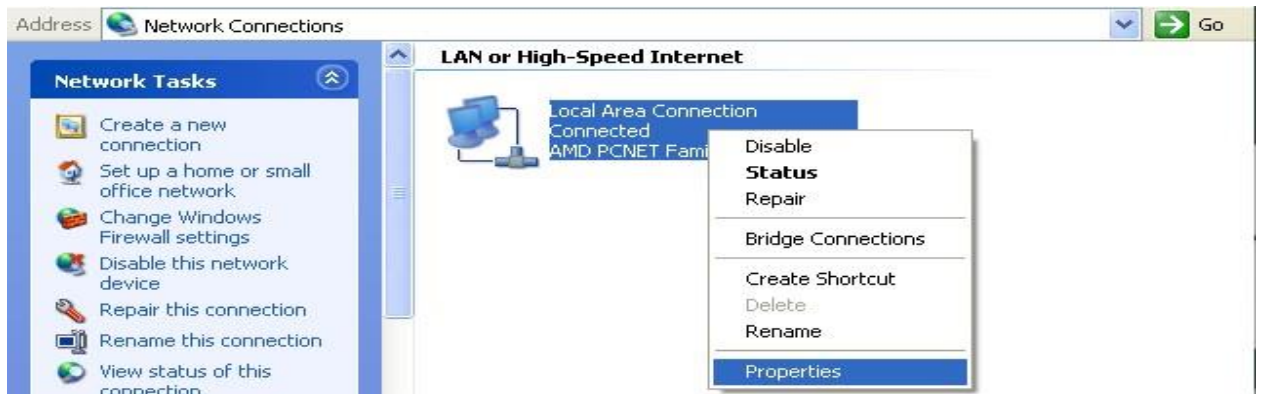 Address Network Connections Go
Network Tasks
Create a new
connection
Set up a home or small
office network
Change Windows
Firewall settings
Disable this network
device
Repair this connection
Rename this connection
View status of this
connection
LAN or High-Speed Internet
Local Area Connection
Connected
AMD PCNET Fami
Disable
Status
Repair
Bridge Connections
Create Shortcut
Delete
Rename
Properties